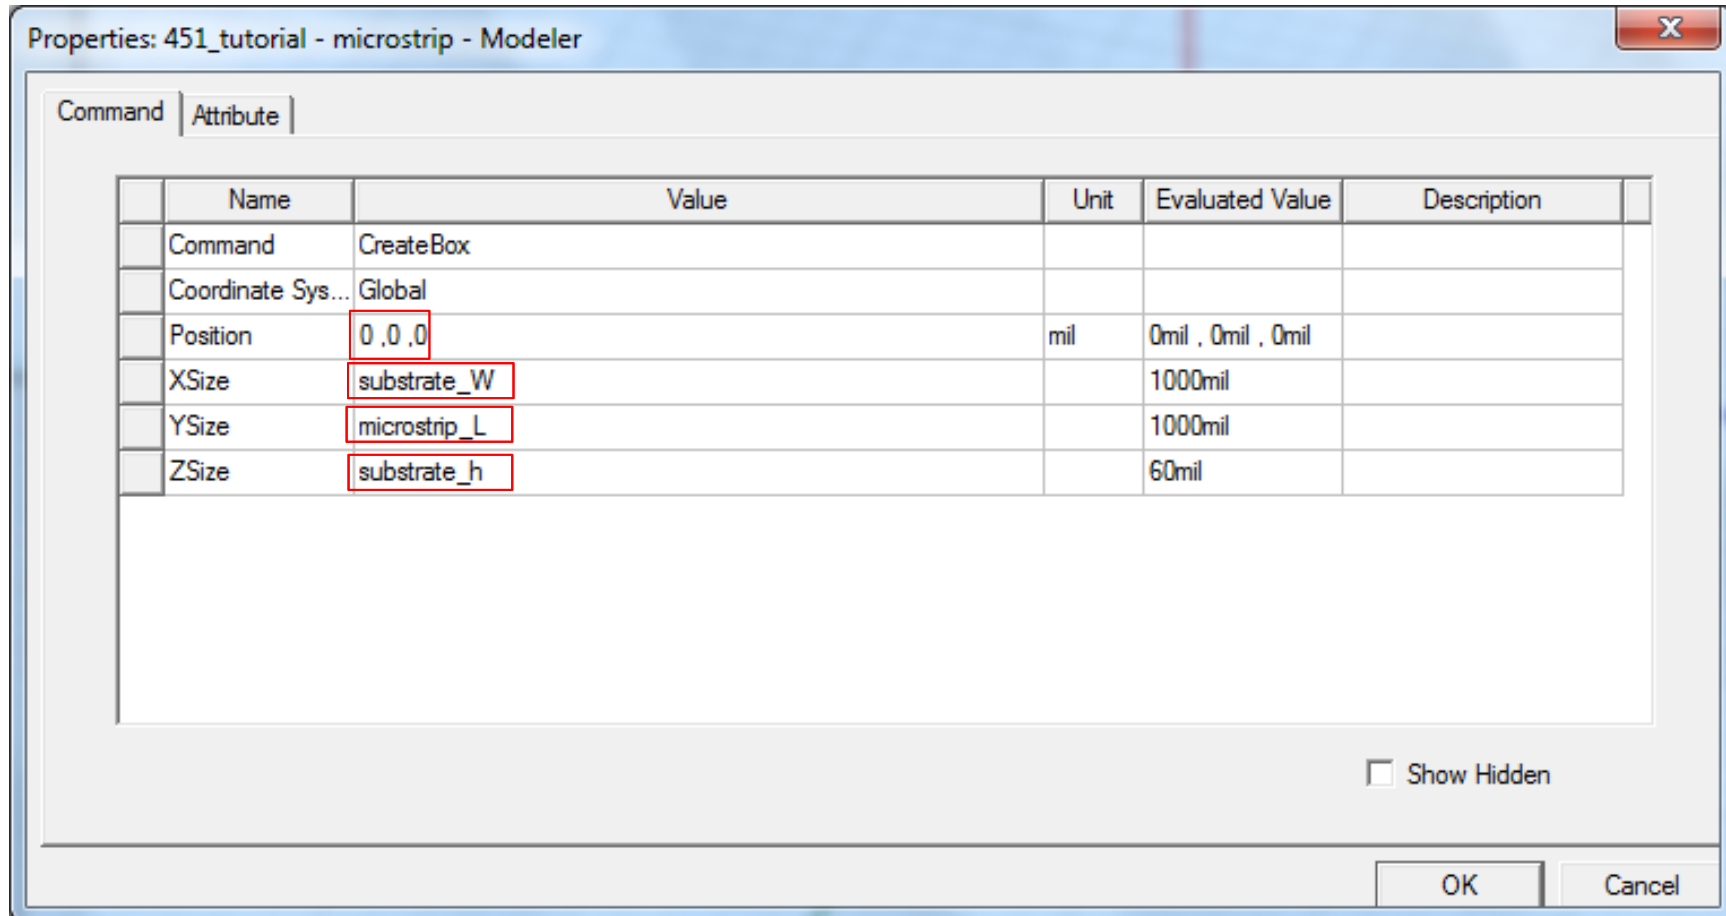 Properties: 451_tutorial - microstrip - Modeler
Command Attribute
Name Value Unit Evaluated Value Description
Command CreateBox
Coordinate Sys... Global
Position 0 ,0 ,0 mil 0mil , 0mil , 0mil
XSize substrate_W 1000mil
YSize microstrip_L 1000mil
ZSize substrate_h 60mil
Show Hidden
OK Cancel